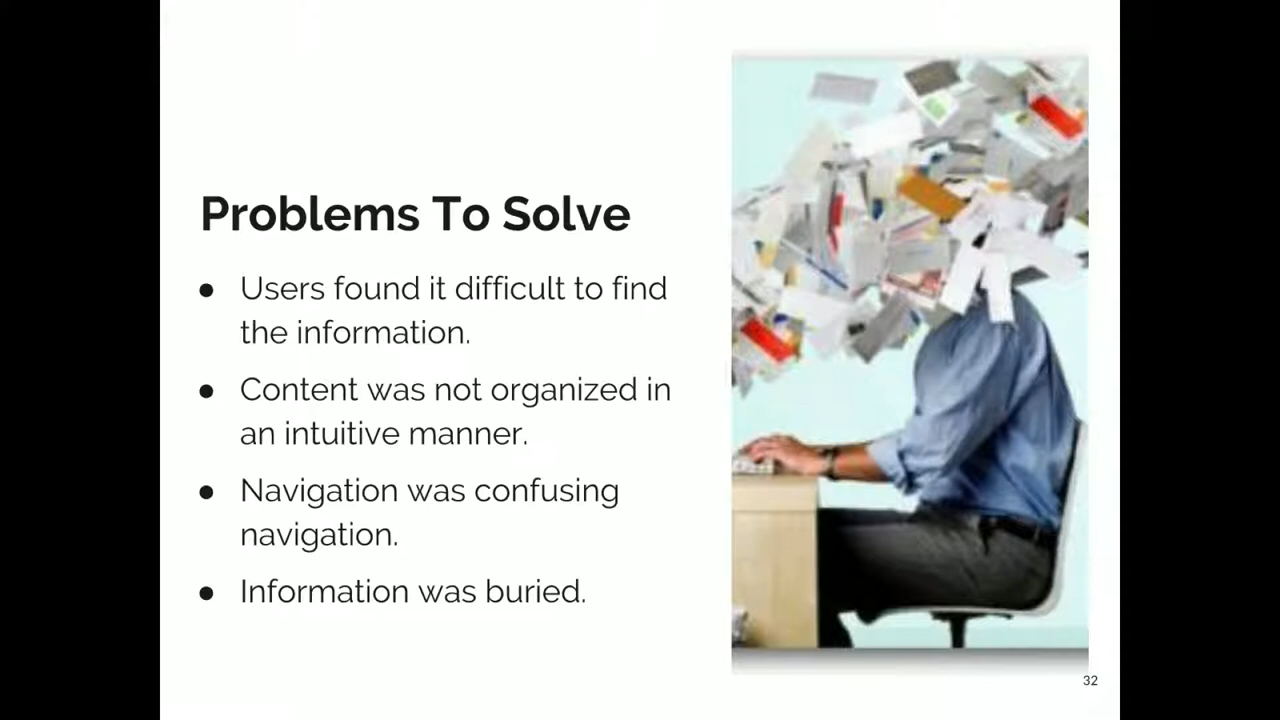 Problems To Solve
● Users found it difficult to find
the information.
● Content was not organized in
an intuitive manner.
● Navigation was confusing
navigation.
● Information was buried.
32